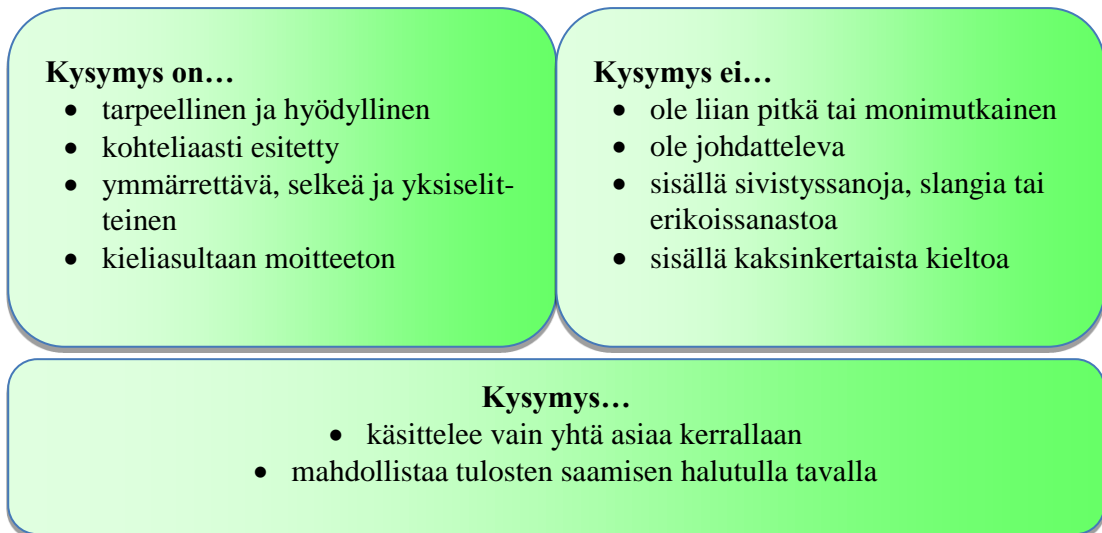 Kysymys on…
• tarpeellinen ja hyödyllinen
• kohteliaasti esitetty
• ymmärrettävä, selkeä ja yksiselit-
teinen
• kieliasultaan moitteeton
Kysymys ei…
• ole liian pitkä tai monimutkainen
• ole johdatteleva
• sisällä sivistyssanoja, slangia tai
erikoissanastoa
• sisällä kaksinkertaista kieltoa
Kysymys…
• käsittelee vain yhtä asiaa kerrallaan
• mahdollistaa tulosten saamisen halutulla tavalla